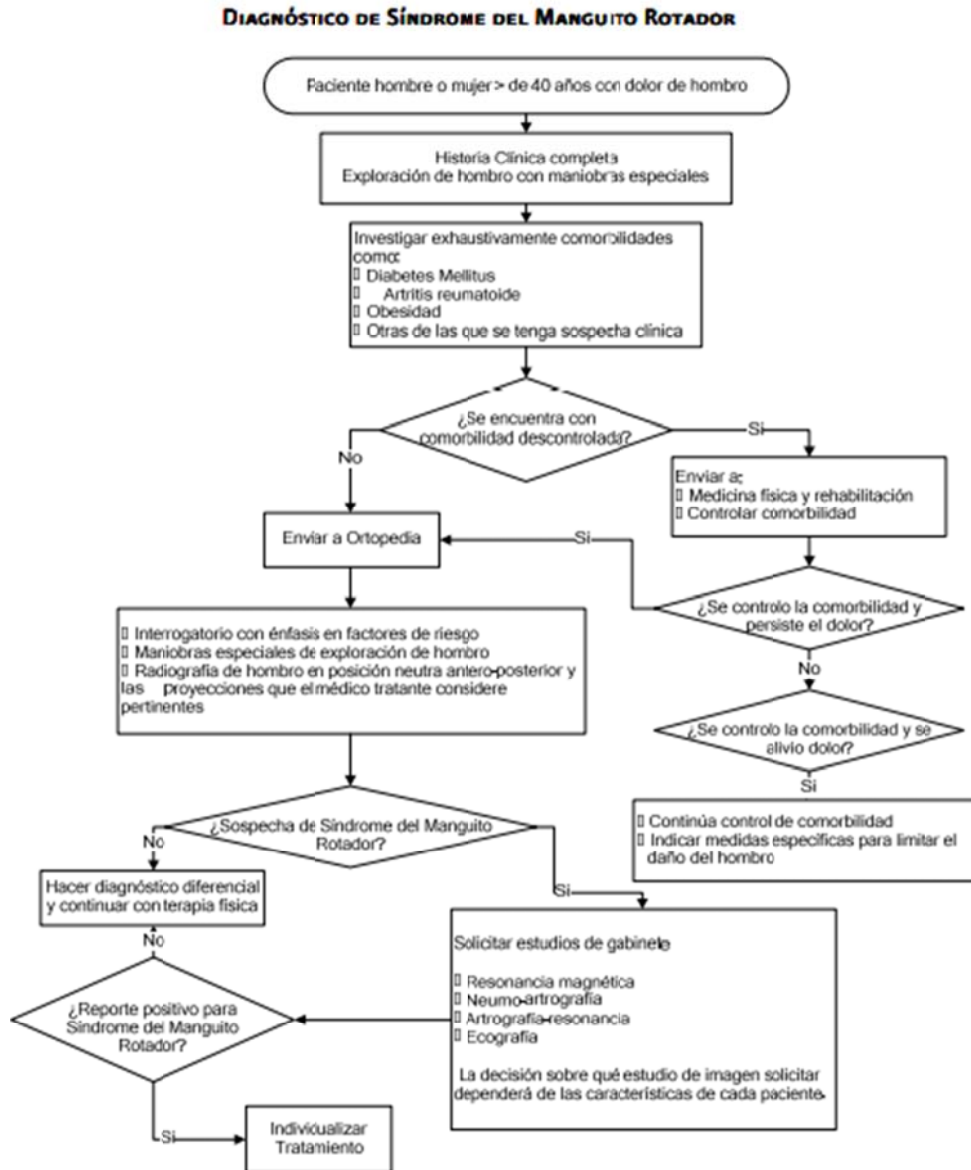 DIAGNÓSTICO DE SÍNDROME DEL MANGUITO ROTADOR
Paciente hombre o mujer > de 40 años con dolor de hombro
Historia Clínica completa
Exploración de hombro con maniobras especiales
Investigar exhaustivamente comorbilidades
como:
Diabetes Mellitus
Artritis reumatoide
Obesidad
Otras de las que se tenga sospecha clínica
¿Se encuentra con
comorbilidad descontrolada?
No
Si
Enviar a:
Medicina física y rehabilitación
Controlar comorbilidad
Enviar a Ortopedia
Si
¿Se controlo la comorbilidad y
persiste el dolor?
Interrogatorio con énfasis en factores de riesgo
Maniobras especiales de exploración de hombro
Radiografía de hombro en posición neutra antero-posterior y
las proyecciones que el médico tratante considere
pertinentes
No
¿Se controlo la comorbilidad y se
alivio dolor?
Si
Continúa control de comorbilidad
Indicar medidas específicas para limitar el
daño del hombro
¿Sospecha de Síndrome del Manguito
Rotador?
No
Si
Hacer diagnóstico diferencial
y continuar con terapia física
No
Solicitar estudios de gabinete
Resonancia magnética
Neumo-artrografía
Artrografía-resonancia
Ecografía
La decisión sobre qué estudio de imagen solicitar
dependerá de las características de cada paciente.
¿Reporte positivo para
Síndrome del Manguito
Rotador?
Si
Individualizar
Tratamiento